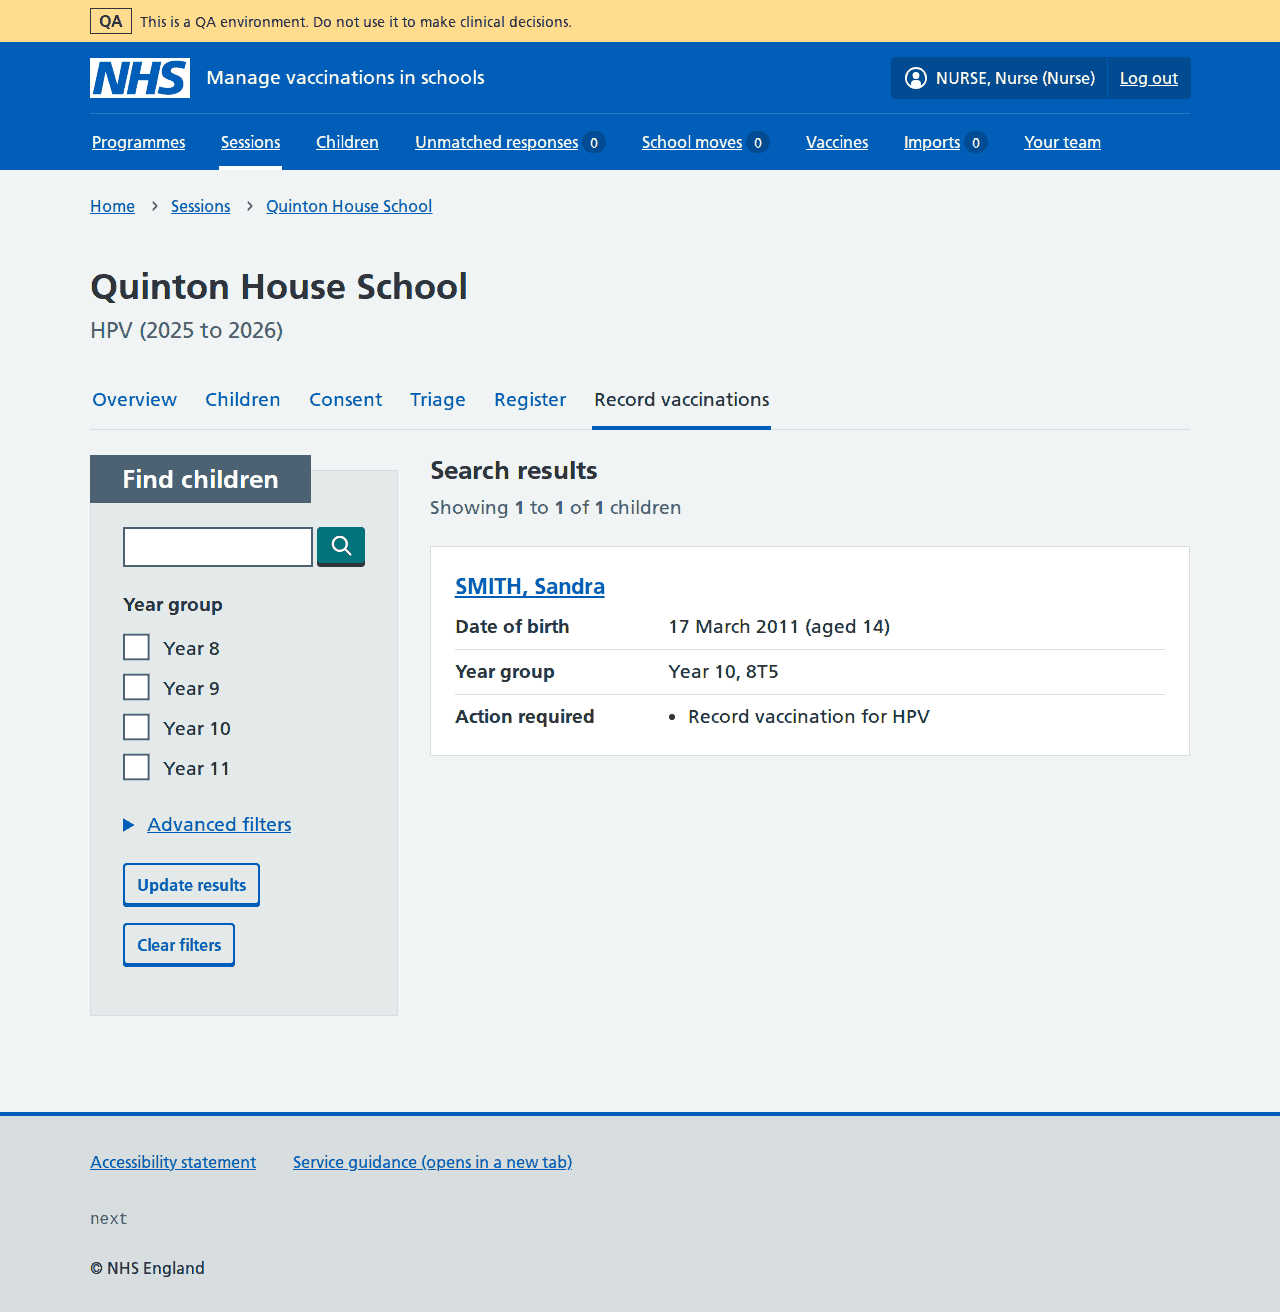 QA This is a QA environment. Do not use it to make clinical decisions.
NHS Manage vaccinations in schools NURSE, Nurse (Nurse) Log out
Programmes Sessions Children Unmatched responses 0 School moves 0 Vaccines Imports 0 Your team
Home Sessions Quinton House School
Quinton House School
HPV (2025 to 2026)
Overview Children Consent Triage Register Record vaccinations
Find children
Year group
Year 8
Year 9
Year 10
Year 11
Advanced filters
Update results
Clear filters
Search results
Showing 1 to 1 of 1 children
SMITH, Sandra
Date of birth 17 March 2011 (aged 14)
Year group Year 10, 8T5
Action required • Record vaccination for HPV
Accessibility statement Service guidance (opens in a new tab)
next
© NHS England